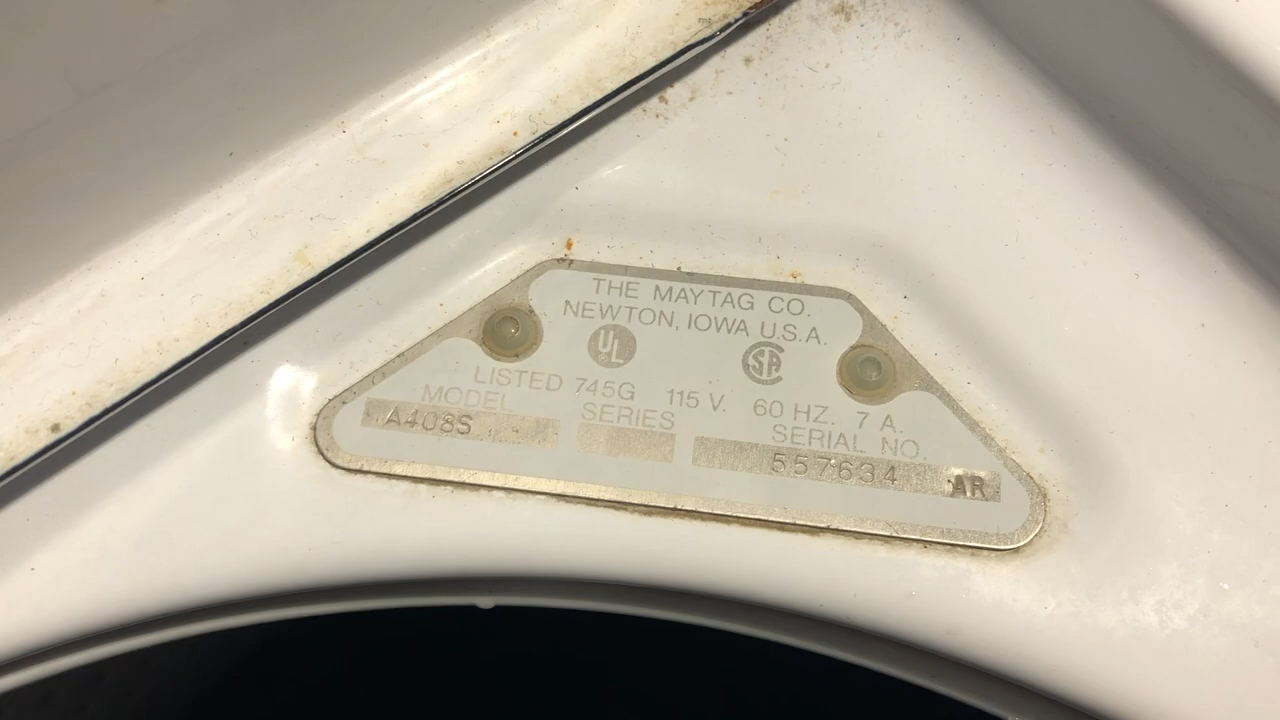 THE MAYTAG CO.
NEWTON, IOWA U.S.A.
UL SA
LISTED 745G 115 V. 60 HZ. 7 A.
MODEL SERIES SERIAL NO.
A408S 557634 AR